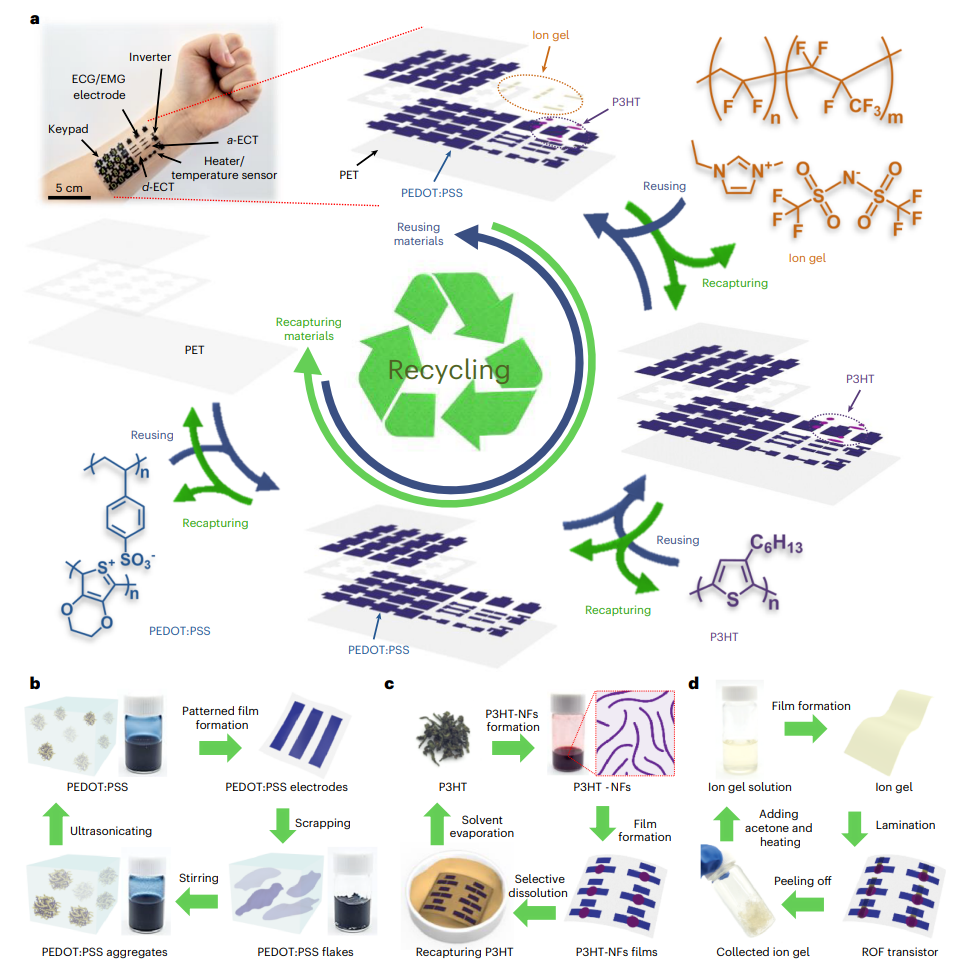 a
Inverter
ECG/EMG
electrode
Keypad
a-ECT
Heater/
temperature sensor
d-ECT
5 cm
Ion gel
P3HT
PET
PEDOT:PSS
F F
F F
F CF3
n
m
N
N+
O O
F S N- S F
F F
F O O F
Ion gel
Reusing
Recapturing
Reusing
materials
Recapturing
materials
Recycling
PET
P3HT
Reusing
Recapturing
n
SO3-
S+
n
O
O
PEDOT:PSS
PEDOT:PSS
Reusing
Recapturing
C6H13
S
n
P3HT
b
Patterned film
formation
PEDOT:PSS
PEDOT:PSS electrodes
Ultrasonicating
Scrapping
Stirring
PEDOT:PSS aggregates
PEDOT:PSS flakes
c
P3HT-NFs
formation
P3HT
P3HT - NFs
Solvent
evaporation
Film
formation
Selective
dissolution
Recapturing P3HT
P3HT-NFs films
d
Film formation
Ion gel solution
Ion gel
Adding
acetone and
heating
Lamination
Peeling off
Collected ion gel
ROF transistor